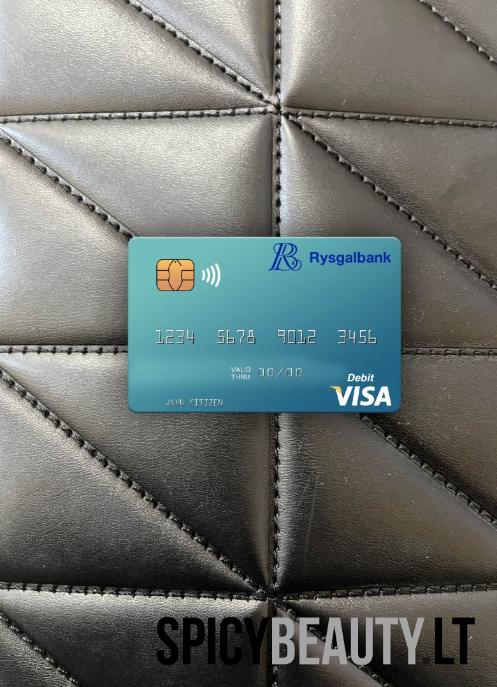 R Rysgalbank
1234 5678 9012 3456
VALID
THRU 00/00
Debit
VISA
JOHN CITIZEN
SPICYBEAUTY.LT